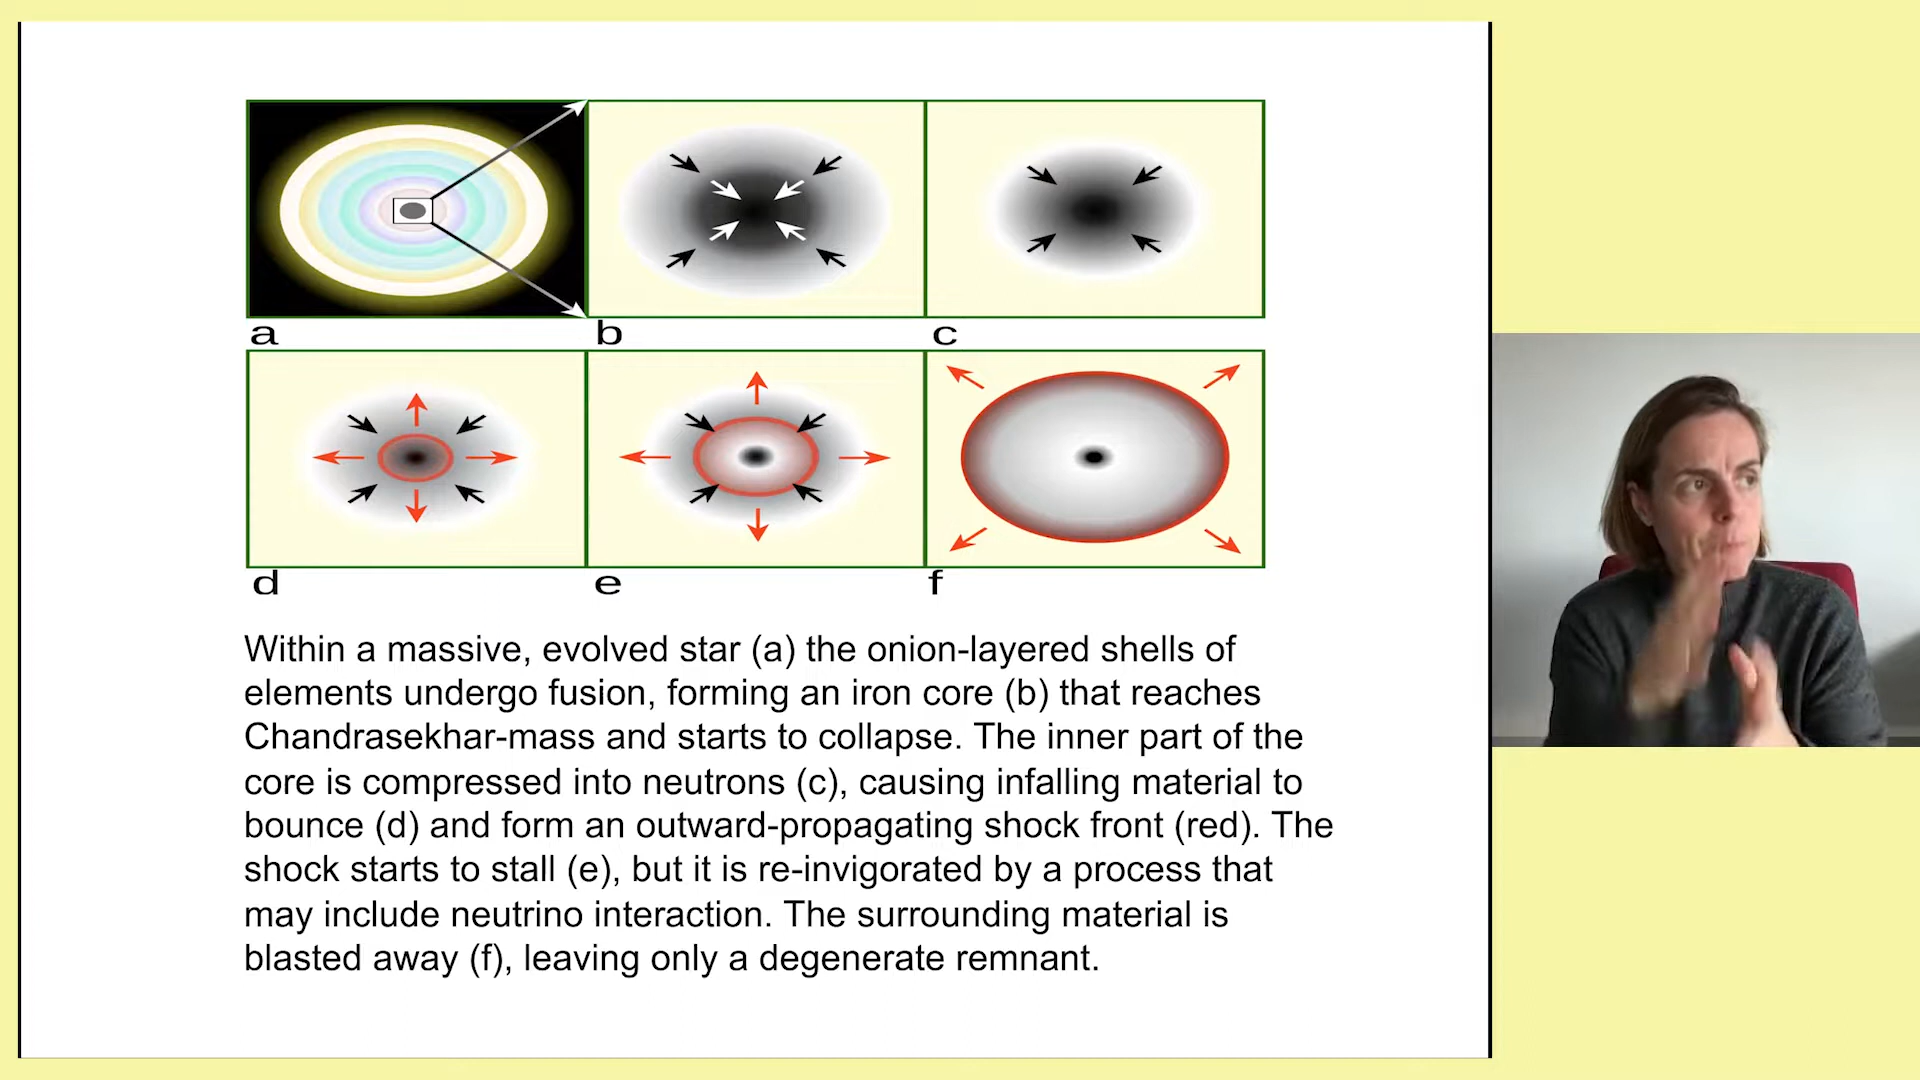 a
b
c
d
e
f
Within a massive, evolved star (a) the onion-layered shells of
elements undergo fusion, forming an iron core (b) that reaches
Chandrasekhar-mass and starts to collapse. The inner part of the
core is compressed into neutrons (c), causing infalling material to
bounce (d) and form an outward-propagating shock front (red). The
shock starts to stall (e), but it is re-invigorated by a process that
may include neutrino interaction. The surrounding material is
blasted away (f), leaving only a degenerate remnant.